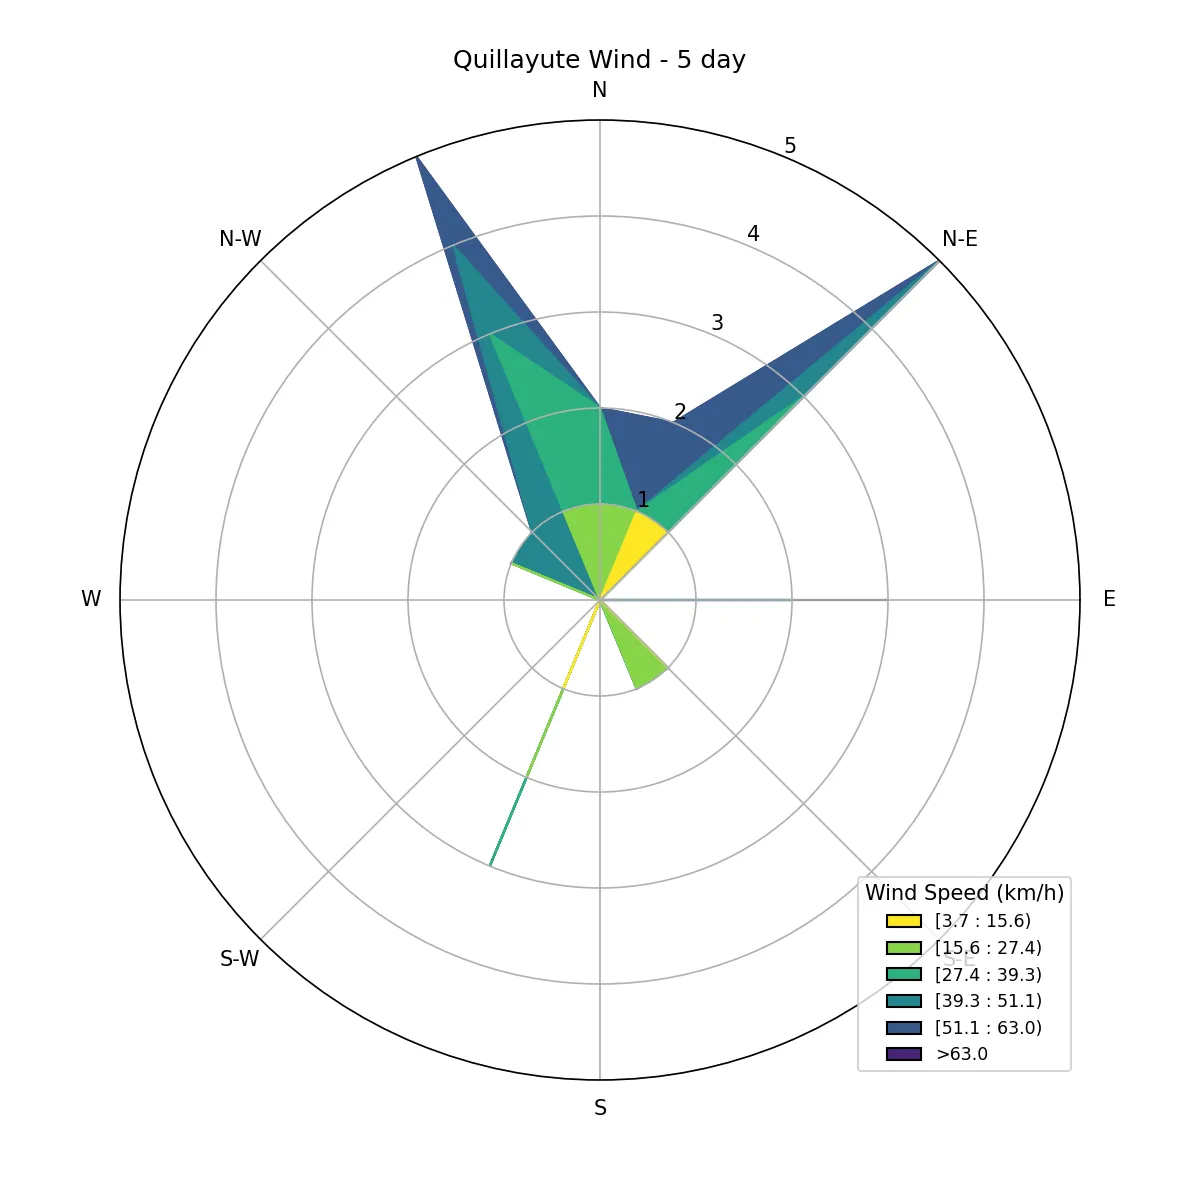 Quillayute Wind - 5 day
N
5
N-W
4
N-E
3
2
1
W
E
S-W
S-E
S
Wind Speed (km/h)
[3.7 : 15.6)
[15.6 : 27.4)
[27.4 : 39.3)
[39.3 : 51.1)
[51.1 : 63.0)
>63.0